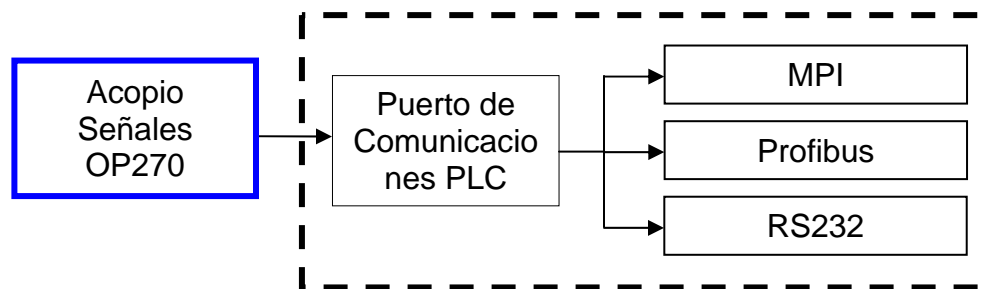 Acopio
Señales
OP270
Puerto de
Comunicacio
nes PLC
MPI
Profibus
RS232